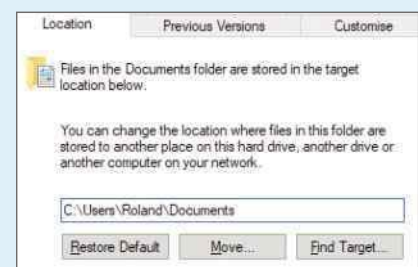 Location Previous Versions Customise
Files in the Documents folder are stored in the target
location below.
You can change the location where files in this folder are
stored to another place on this hard drive, another drive or
another computer on your network.
C:\Users\Roland\Documents
Restore Default Move... Find Target...